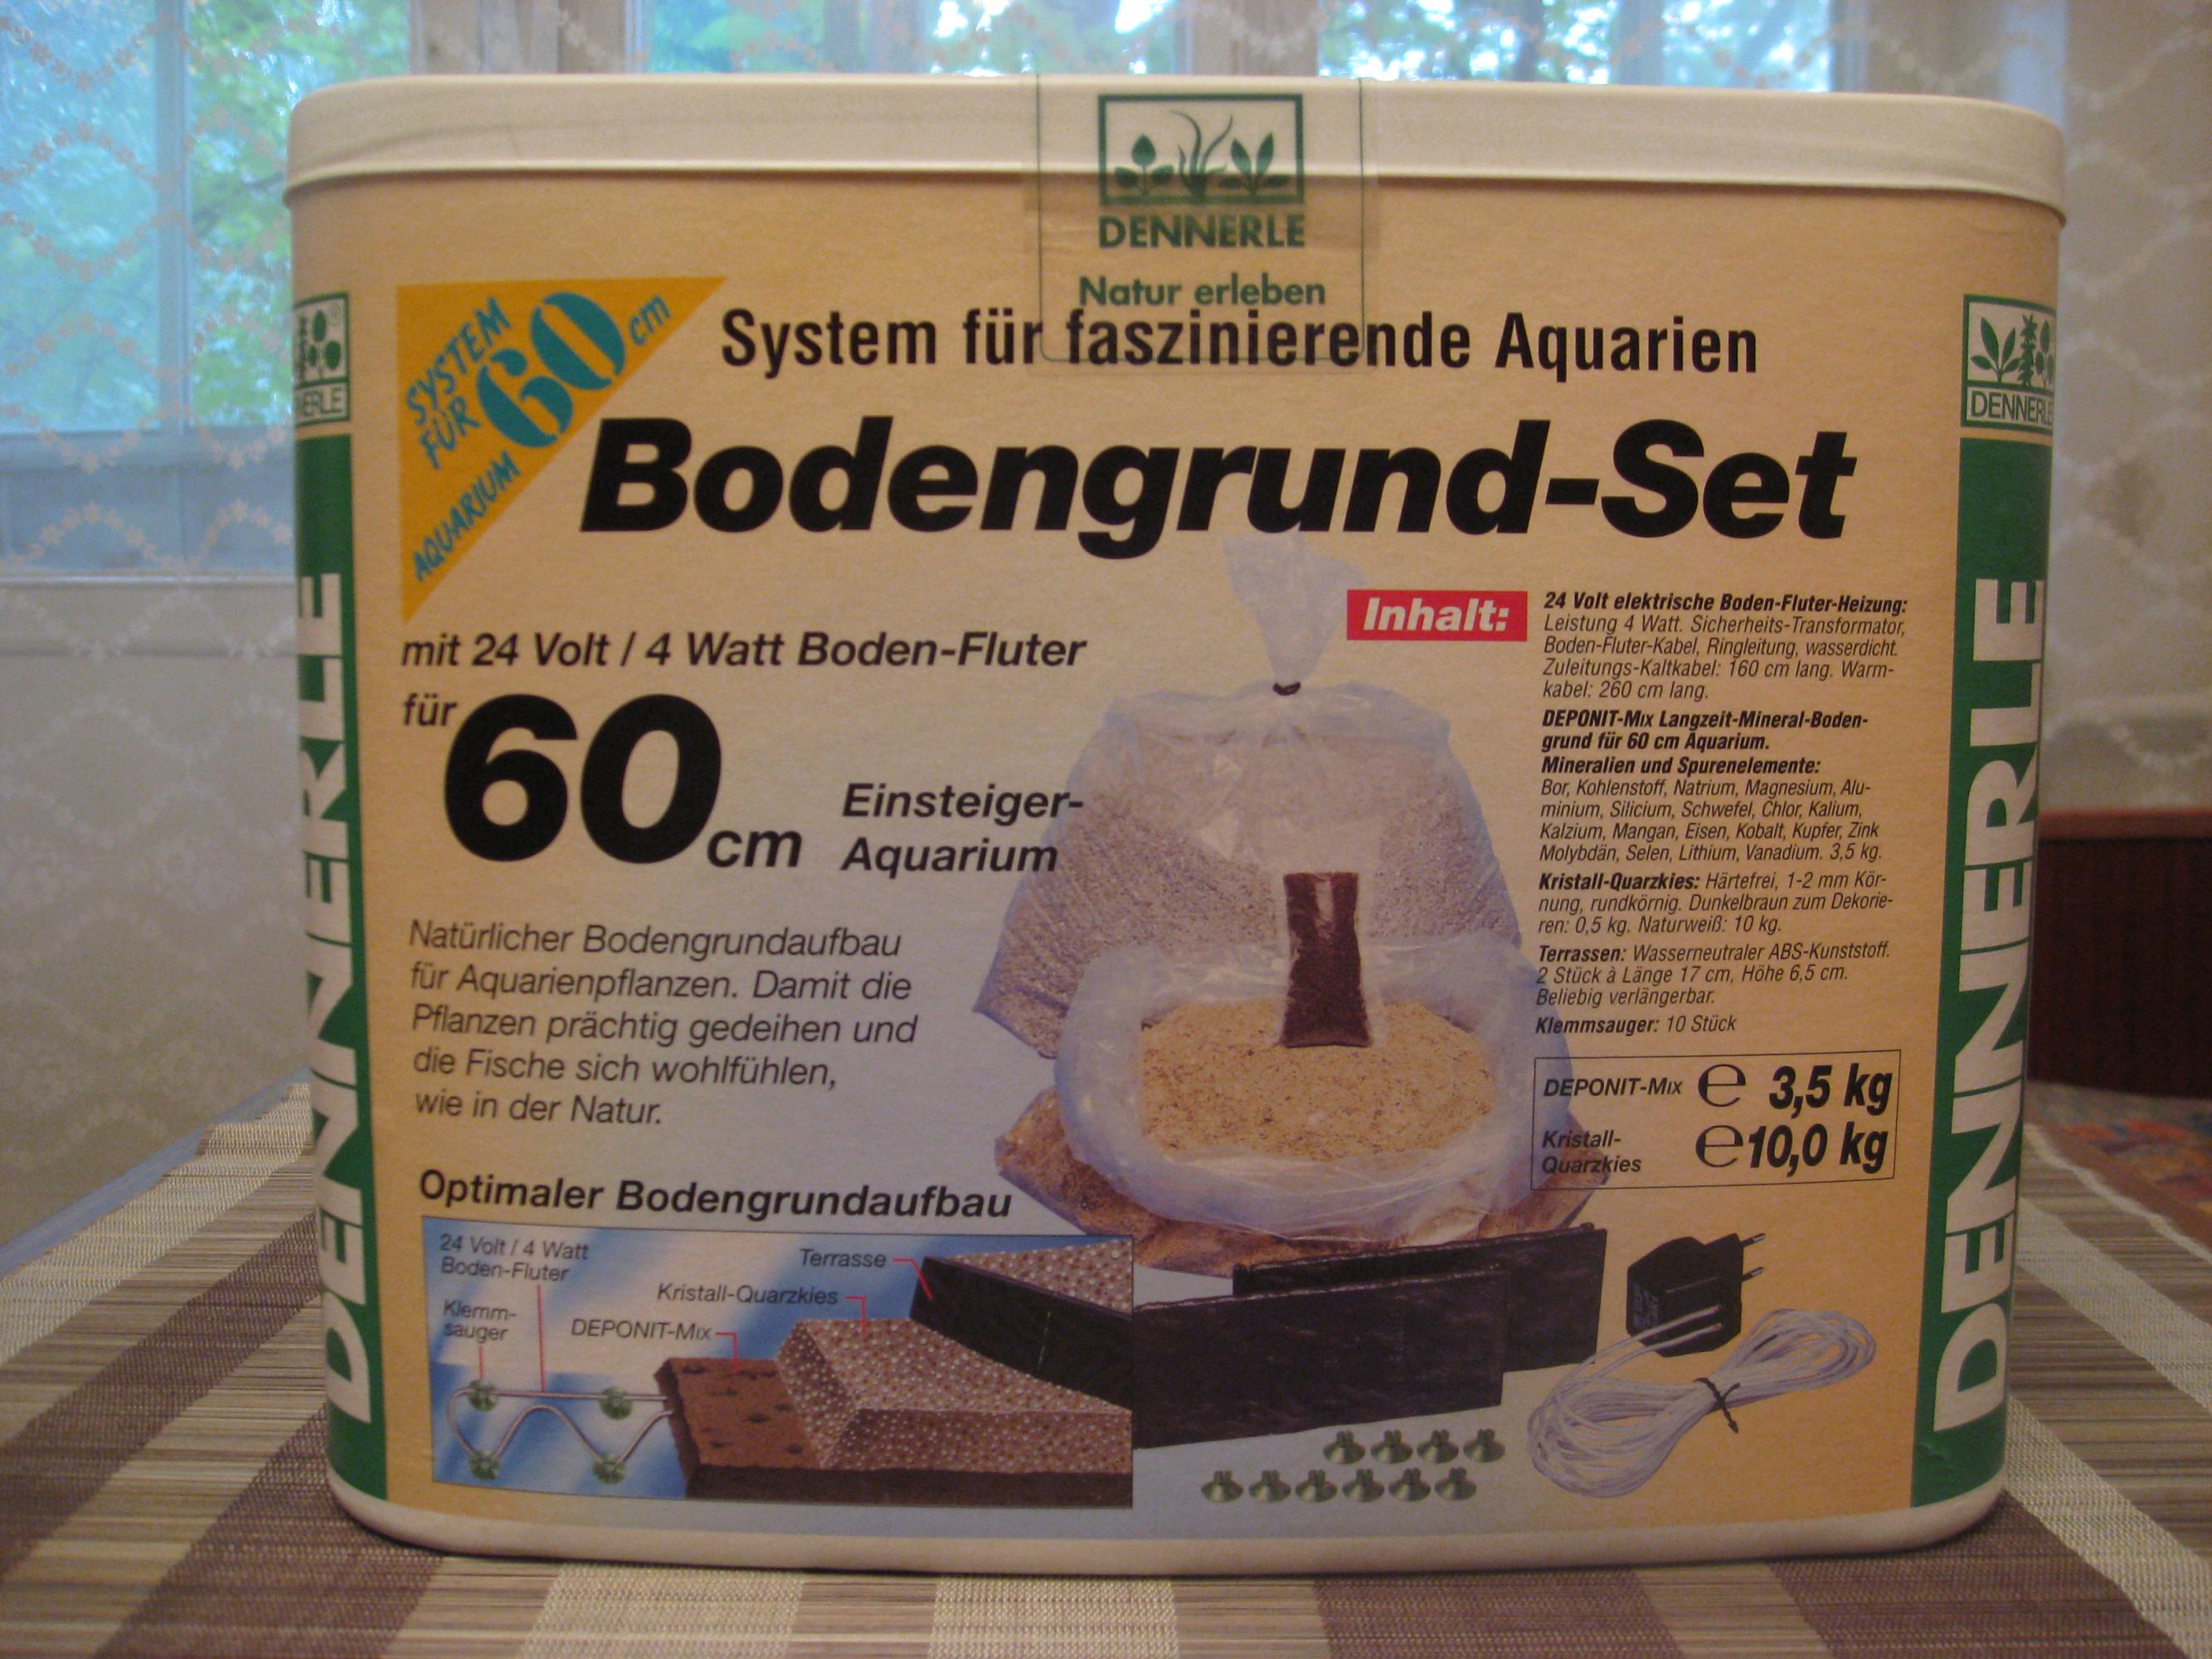 DENNERLE
Natur erleben
SYSTEM
FÜR
60 cm
AQUARIUM
System für faszinierende Aquarien
Bodengrund-Set
mit 24 Volt / 4 Watt Boden-Fluter
für
60 cm
Einsteiger-
Aquarium
Natürlicher Bodengrundaufbau
für Aquarienpflanzen. Damit die
Pflanzen prächtig gedeihen und
die Fische sich wohlfühlen,
wie in der Natur.
Inhalt:
24 Volt elektrische Boden-Fluter-Heizung:
Leistung 4 Watt. Sicherheits-Transformator,
Boden-Fluter-Kabel, Ringleitung, wasserdicht.
Zuleitungs-Kaltkabel: 160 cm lang. Warm-
kabel: 260 cm lang.
DEPONIT-MIX Langzeit-Mineral-Boden-
grund für 60 cm Aquarium.
Mineralien und Spurenelemente:
Bor, Kohlenstoff, Natrium, Magnesium, Alu-
minium, Silicium, Schwefel, Chlor, Kalium,
Kalzium, Mangan, Eisen, Kobalt, Kupfer, Zink
Molybdän, Selen, Lithium, Vanadium. 3,5 kg.
Kristall-Quarzkies: Härtefrei, 1-2 mm Kör-
nung, rundkörnig. Dunkelbraun zum Dekorie-
ren: 0,5 kg. Naturweiß: 10 kg.
Terrassen: Wasserneutraler ABS-Kunststoff.
2 Stück à Länge 17 cm, Höhe 6,5 cm.
Beliebig verlängerbar.
Klemmsauger: 10 Stück
DEPONIT-MIX ℮ 3,5 kg
Kristall-
Quarzkies ℮ 10,0 kg
Optimaler Bodengrundaufbau
24 Volt / 4 Watt
Boden-Fluter
Klemm-
sauger
DEPONIT-MIX
Kristall-Quarzkies
Terrasse
NERLE
DENNERLE
DENNERLE
DENNERLE